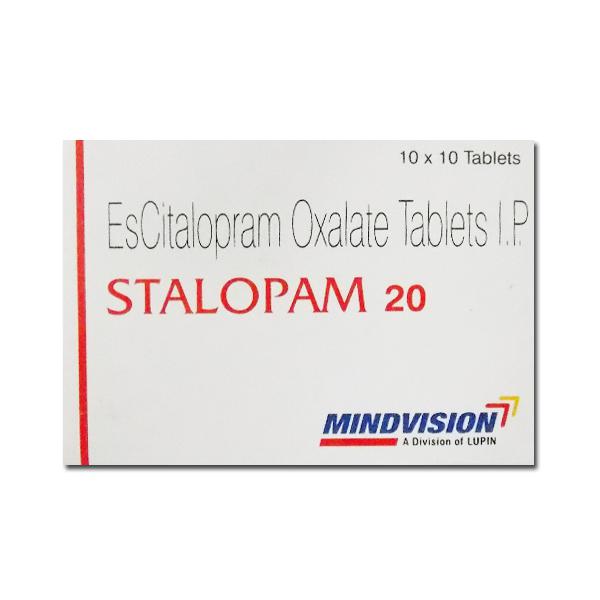 10 x 10 Tablets
EsCitalopram Oxalate Tablets I.P.
STALOPAM 20
MINDVISION
A Division of LUPIN